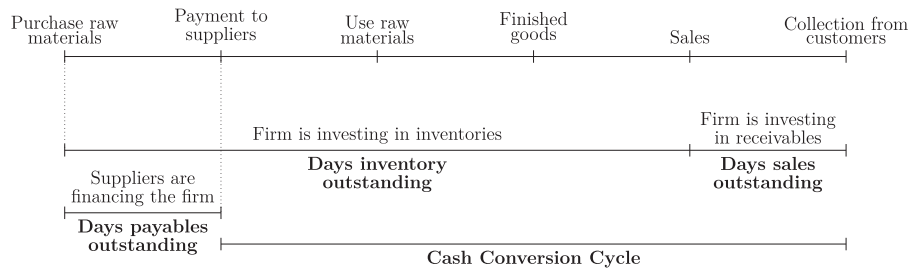 Purchase raw
materials
Payment to
suppliers
Use raw
materials
Finished
goods
Sales
Collection from
customers
Firm is investing in inventories
Days inventory
outstanding
Firm is investing
in receivables
Days sales
outstanding
Suppliers are
financing the firm
Days payables
outstanding
Cash Conversion Cycle